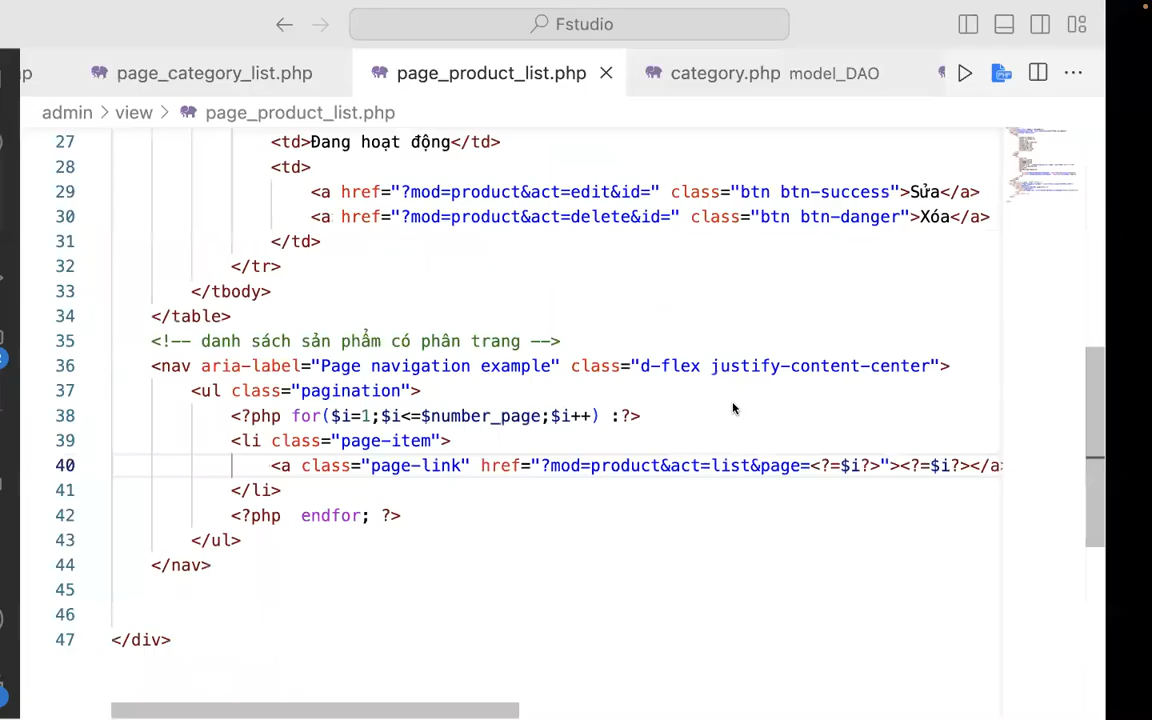 Fstudio
p page_category_list.php page_product_list.php category.php model_DAO
admin view page_product_list.php
27 <td>Đang hoạt động</td>
28 <td>
29 <a href="?mod=product&act=edit&id=" class="btn btn-success">Sửa</a>
30 <a href="?mod=product&act=delete&id=" class="btn btn-danger">Xóa</a>
31 </td>
32 </tr>
33 </tbody>
34 </table>
35 <!-- danh sách sản phẩm có phân trang -->
36 <nav aria-label="Page navigation example" class="d-flex justify-content-center">
37 <ul class="pagination">
38 <?php for($i=1;$i<=$number_page;$i++) :?>
39 <li class="page-item">
40 <a class="page-link" href="?mod=product&act=list&page=<?=$i?>"><?=$i?></a>
41 </li>
42 <?php  endfor; ?>
43 </ul>
44 </nav>
45
46
47 </div>